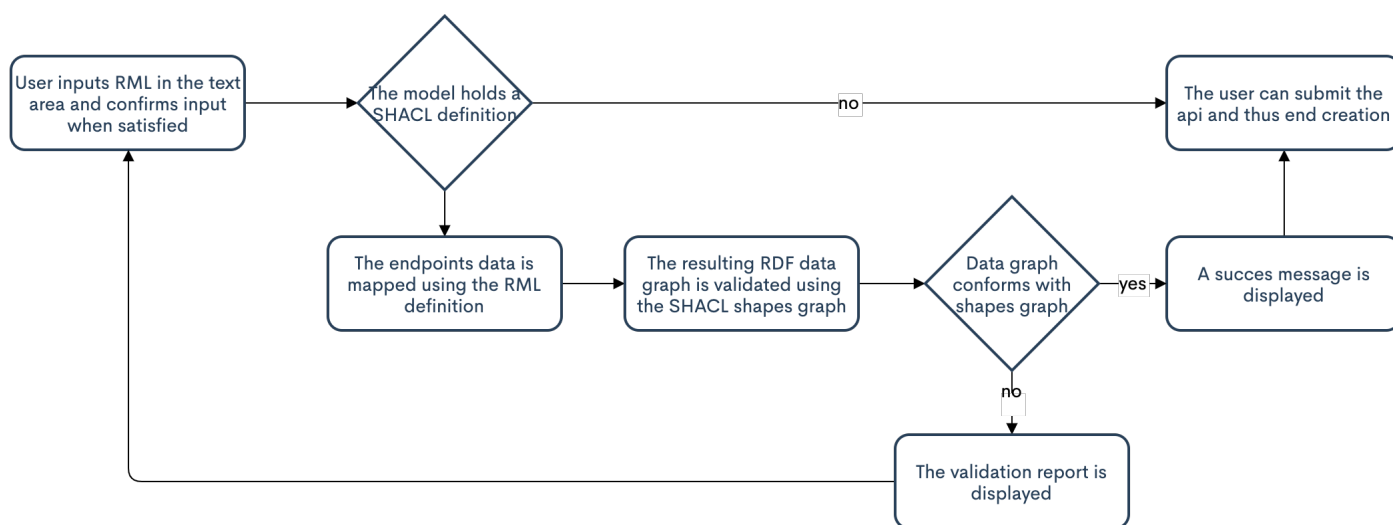 User inputs RML in the text
area and confirms input
when satisfied
The model holds a
SHACL definition
no
The user can submit the
api and thus end creation
The endpoints data is
mapped using the RML
definition
The resulting RDF data
graph is validated using
the SHACL shapes graph
Data graph
conforms with
shapes graph
yes
A succes message is
displayed
no
The validation report is
displayed